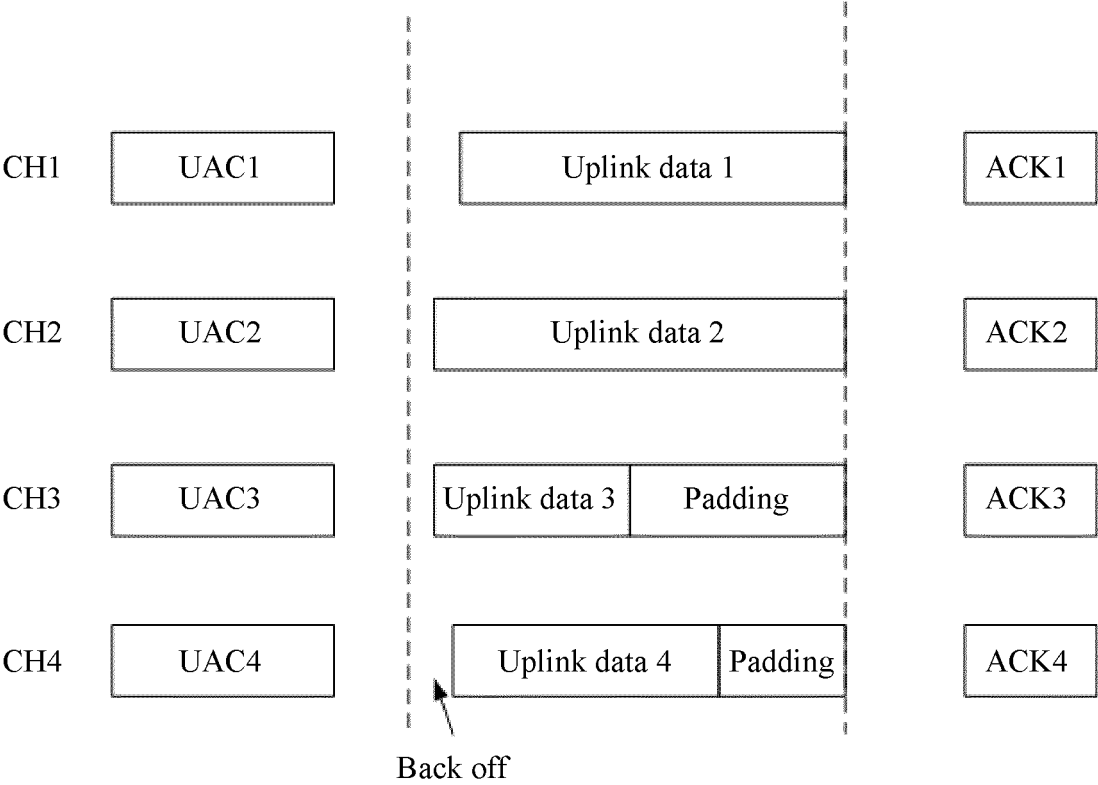 CH1 UAC1 Uplink data 1 ACK1
CH2 UAC2 Uplink data 2 ACK2
CH3 UAC3 Uplink data 3 Padding ACK3
CH4 UAC4 Uplink data 4 Padding ACK4
Back off